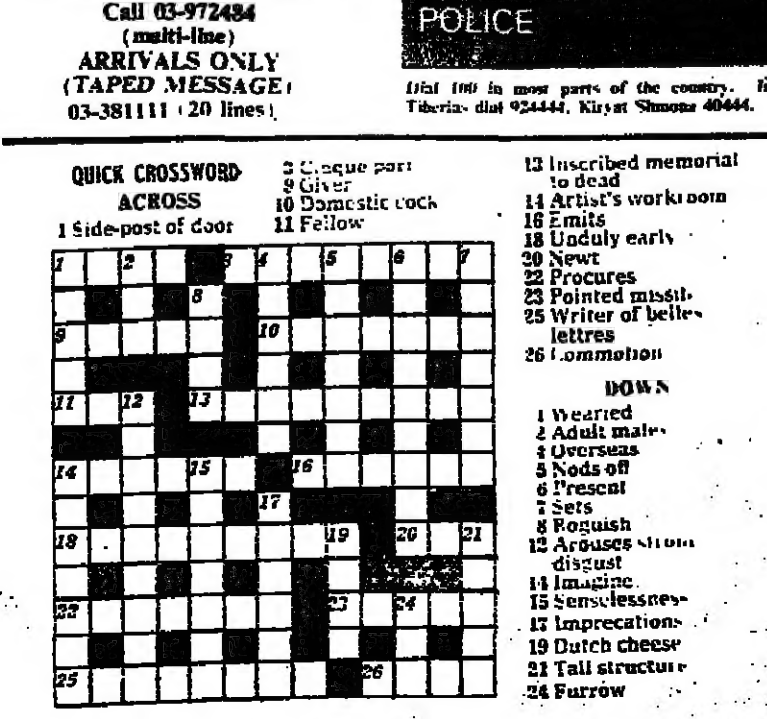 Call 03-972484
(multi-line)
ARRIVALS ONLY
(TAPED MESSAGE)
03-381111 (20 lines)
POLICE
Dial 100 in most parts of the country. In
Tiberias dial 924444, Kiryat Shmona 40444.
QUICK CROSSWORD
ACROSS
1 Side-post of door
3 Cinque port
9 Giver
10 Domestic cock
11 Fellow
13 Inscribed memorial
to dead
14 Artist's workroom
16 Emits
18 Unduly early
20 Newt
22 Procures
23 Pointed missile
25 Writer of belles
lettres
26 Commotion
DOWN
1 Wearied
2 Adult males
4 Overseas
5 Nods off
6 Present
7 Sets
8 Roguish
12 Arouses strong
disgust
14 Imagine
15 Senselessness
17 Imprecations
19 Dutch cheese
21 Tall structure
24 Furrow
1 2 3 4 5 6 7
8
9 10
11 12 13
14 15 16
17
18 19 20 21
22 23 24
25 26